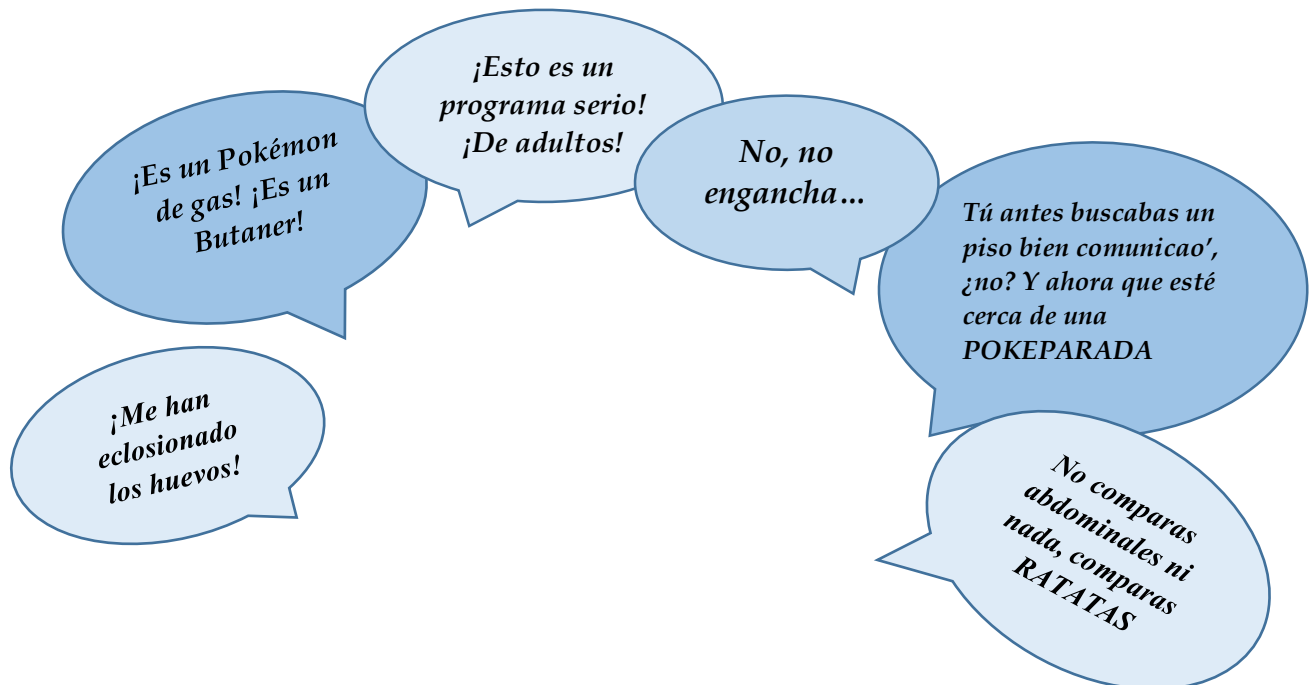 ¡Esto es un
programa serio!
¡De adultos!
¡Es un Pokémon
de gas! ¡Es un
Butaner!
No, no
engancha…
Tú antes buscabas un
piso bien comunicao’,
¿no? Y ahora que esté
cerca de una
POKEPARADA
¡Me han
eclosionado
los huevos!
No comparas
abdominales ni
nada, comparas
RATATAS